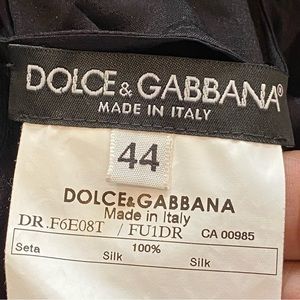 DOLCE & GABBANA
MADE IN ITALY
44
DOLCE&GABBANA
Made in Italy
DR.F6E08T / FU1DR CA 00985
100%
Seta Silk Silk